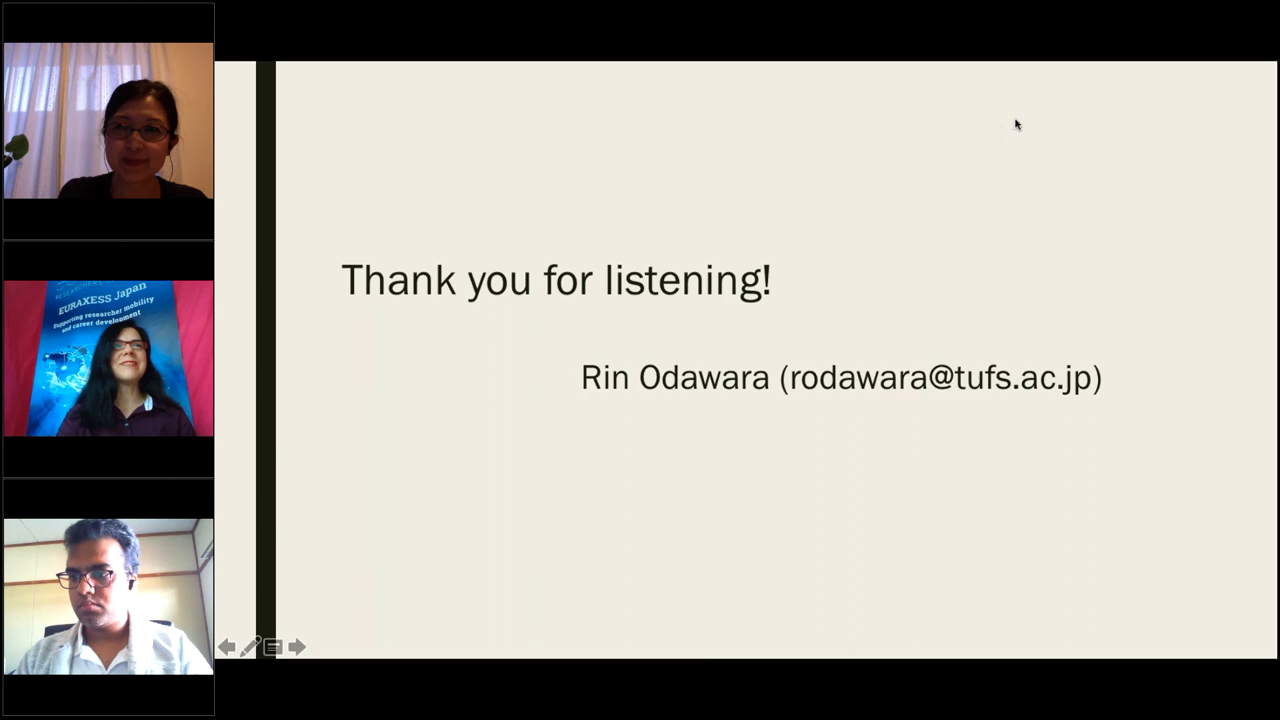 EURAXESS Japan
Supporting researcher mobility
and career development
Thank you for listening!
Rin Odawara (rodawara@tufs.ac.jp)